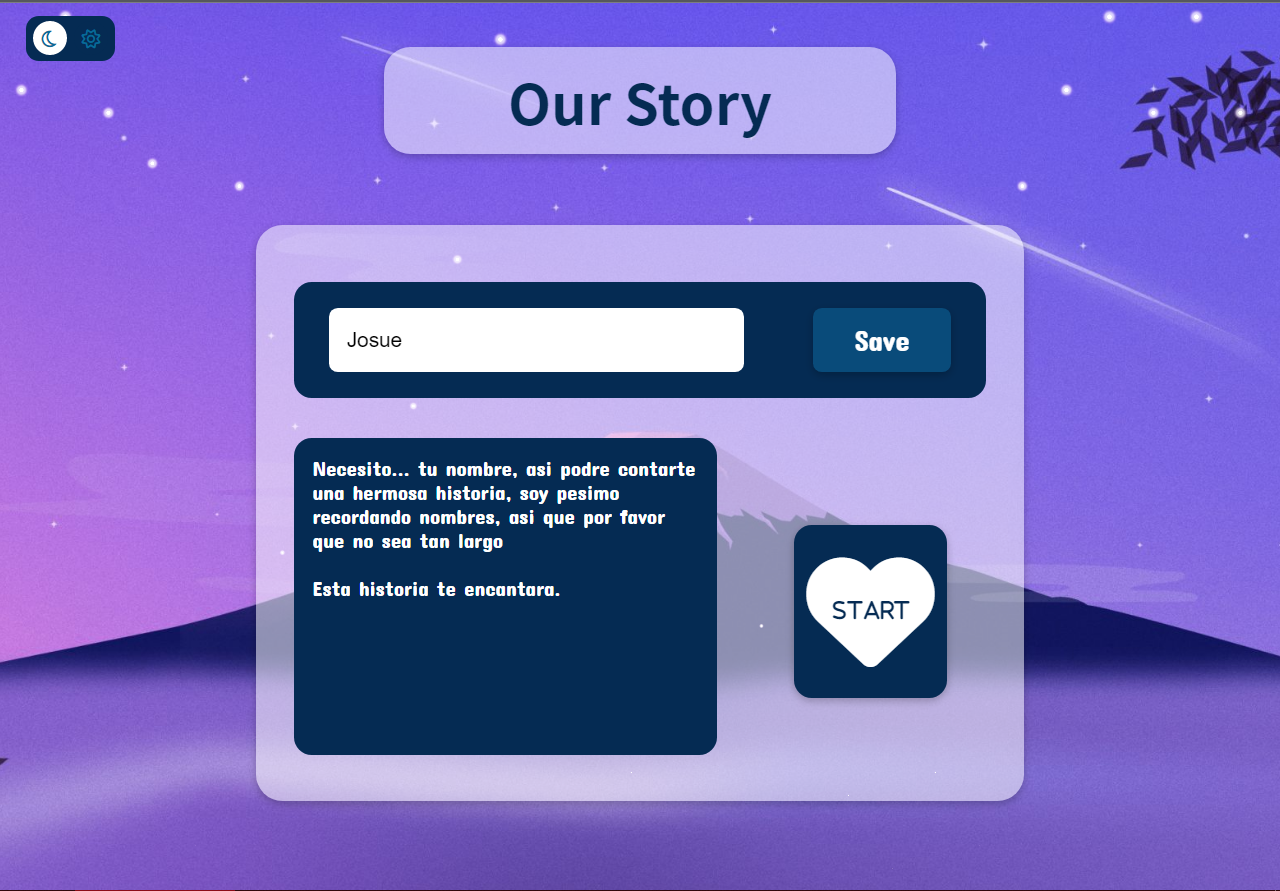 Our Story
Josue
Save
Necesito... tu nombre, asi podre contarte
una hermosa historia, soy pesimo
recordando nombres, asi que por favor
que no sea tan largo
Esta historia te encantara.
START